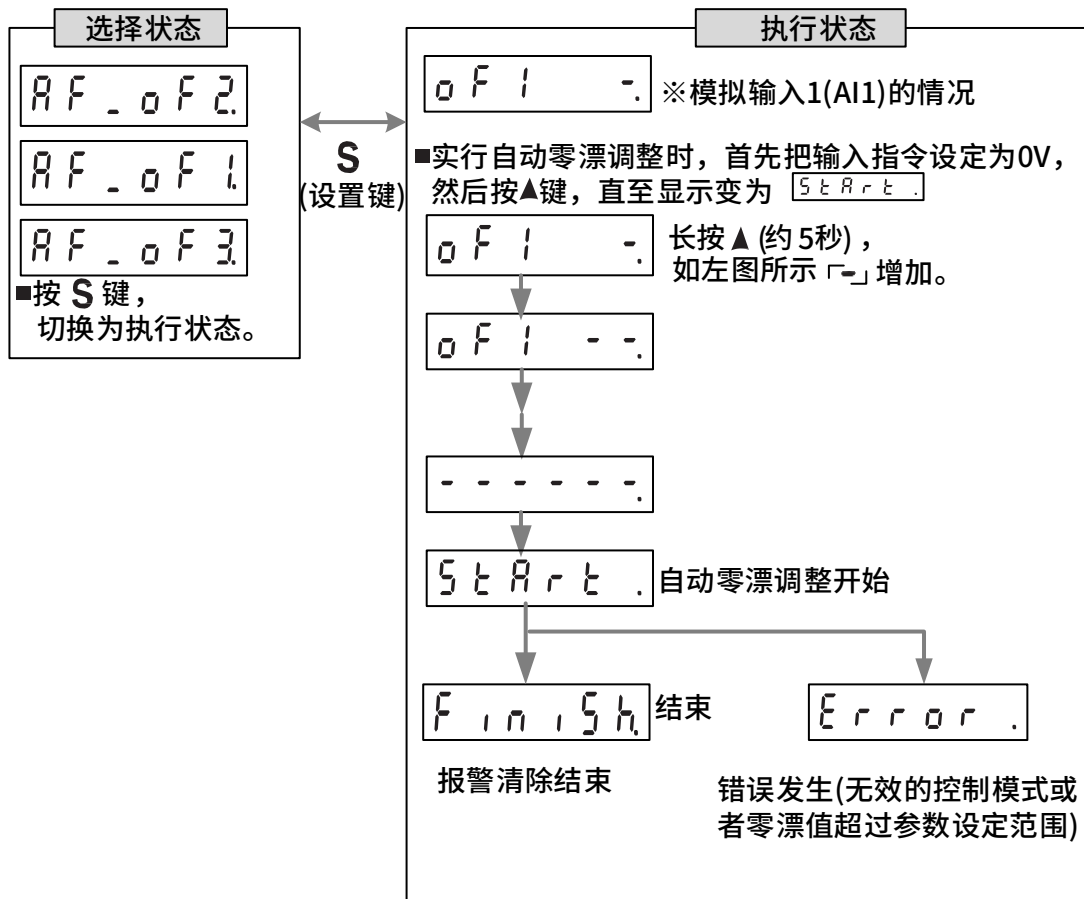 选择状态
AF_oF2.
AF_oF1.
AF_oF3.
■按 S 键，
切换为执行状态。
S
(设置键)
执行状态
oF1 -.
※模拟输入1(AI1)的情况
■实行自动零漂调整时，首先把输入指令设定为0V，
然后按▲键，直至显示变为 StArt .
oF1 -.
长按▲(约5秒)，
如左图所示「-」增加。
oF1 - -.
- - - - - -.
StArt .
自动零漂调整开始
FiniSh.
结束
Error .
报警清除结束
错误发生(无效的控制模式或
者零漂值超过参数设定范围)